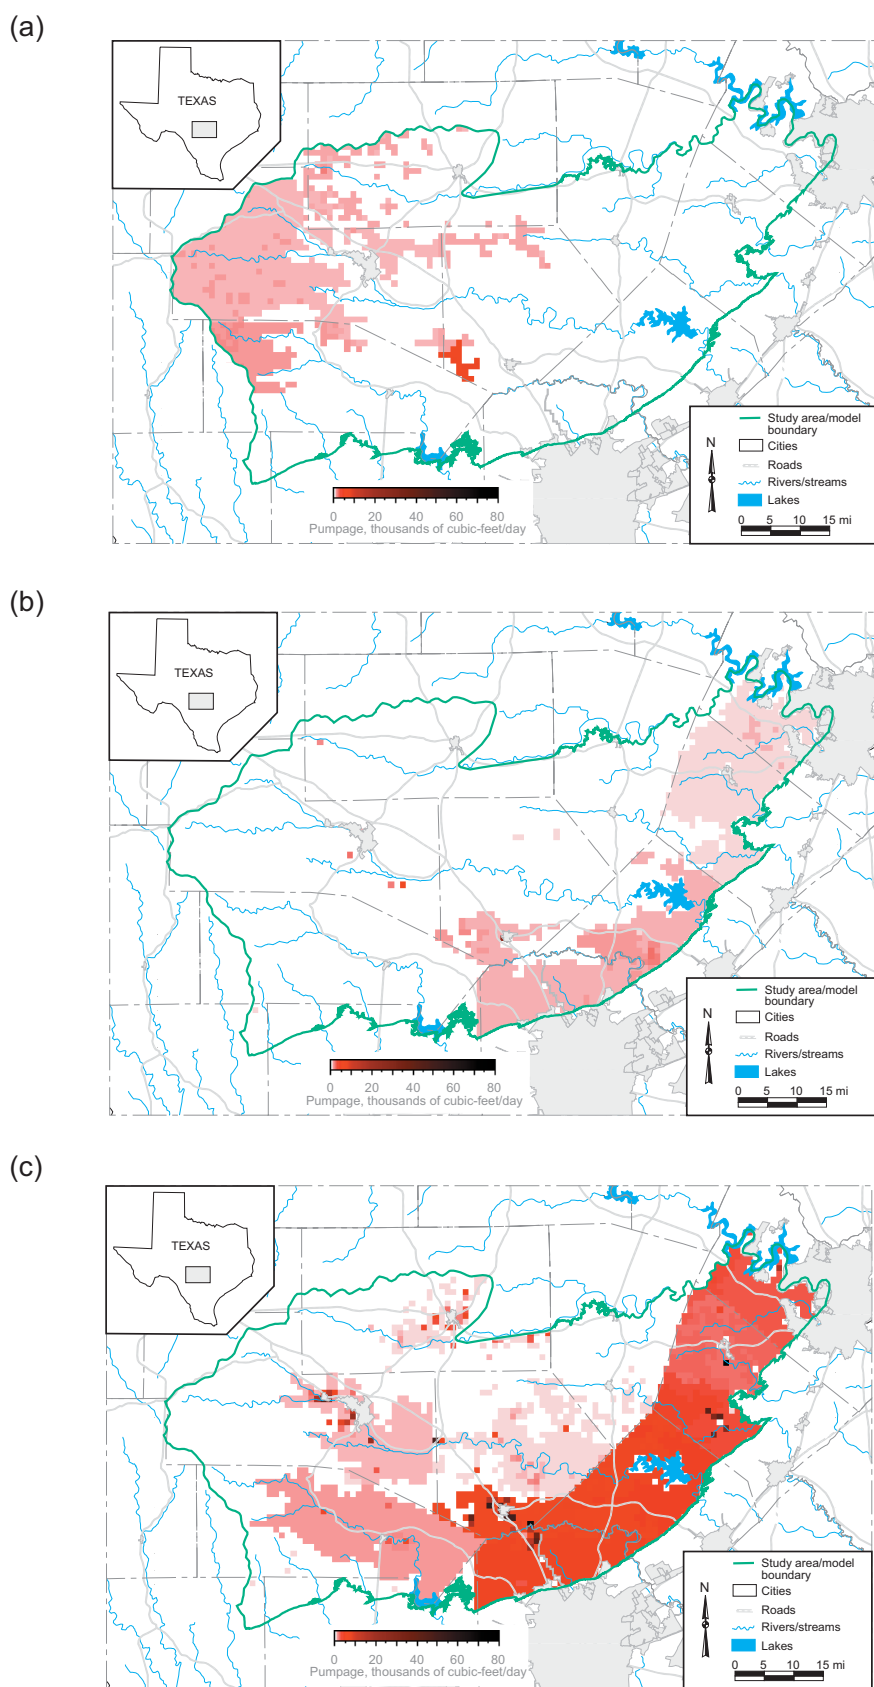 (a)
TEXAS
Study area/model
boundary
Cities
Roads
Rivers/streams
Lakes
N
0 5 10 15 mi
0 20 40 60 80
Pumpage, thousands of cubic-feet/day
(b)
TEXAS
Study area/model
boundary
Cities
Roads
Rivers/streams
Lakes
N
0 5 10 15 mi
0 20 40 60 80
Pumpage, thousands of cubic-feet/day
(c)
TEXAS
Study area/model
boundary
Cities
Roads
Rivers/streams
Lakes
N
0 5 10 15 mi
0 20 40 60 80
Pumpage, thousands of cubic-feet/day